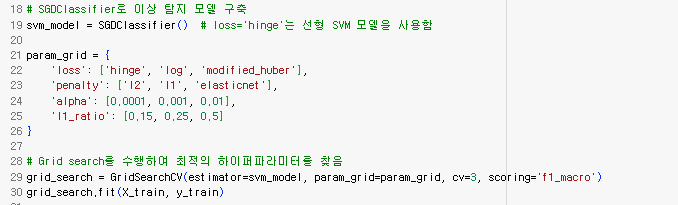 18 # SGDClassifier로 이상 탐지 모델 구축
19 svm_model = SGDClassifier()  # loss='hinge'는 선형 SVM 모델을 사용함
20
21 param_grid = {
22     'loss': ['hinge', 'log', 'modified_huber'],
23     'penalty': ['l2', 'l1', 'elasticnet'],
24     'alpha': [0.0001, 0.001, 0.01],
25     'l1_ratio': [0.15, 0.25, 0.5]
26 }
27
28 # Grid search를 수행하여 최적의 하이퍼파라미터를 찾음
29 grid_search = GridSearchCV(estimator=svm_model, param_grid=param_grid, cv=3, scoring='f1_macro')
30 grid_search.fit(X_train, y_train)